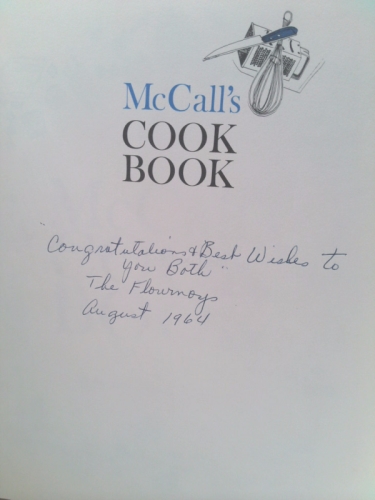 McCall's
COOK
BOOK
"Congratulations & Best Wishes to
You Both"
The Flournoys
August 1964